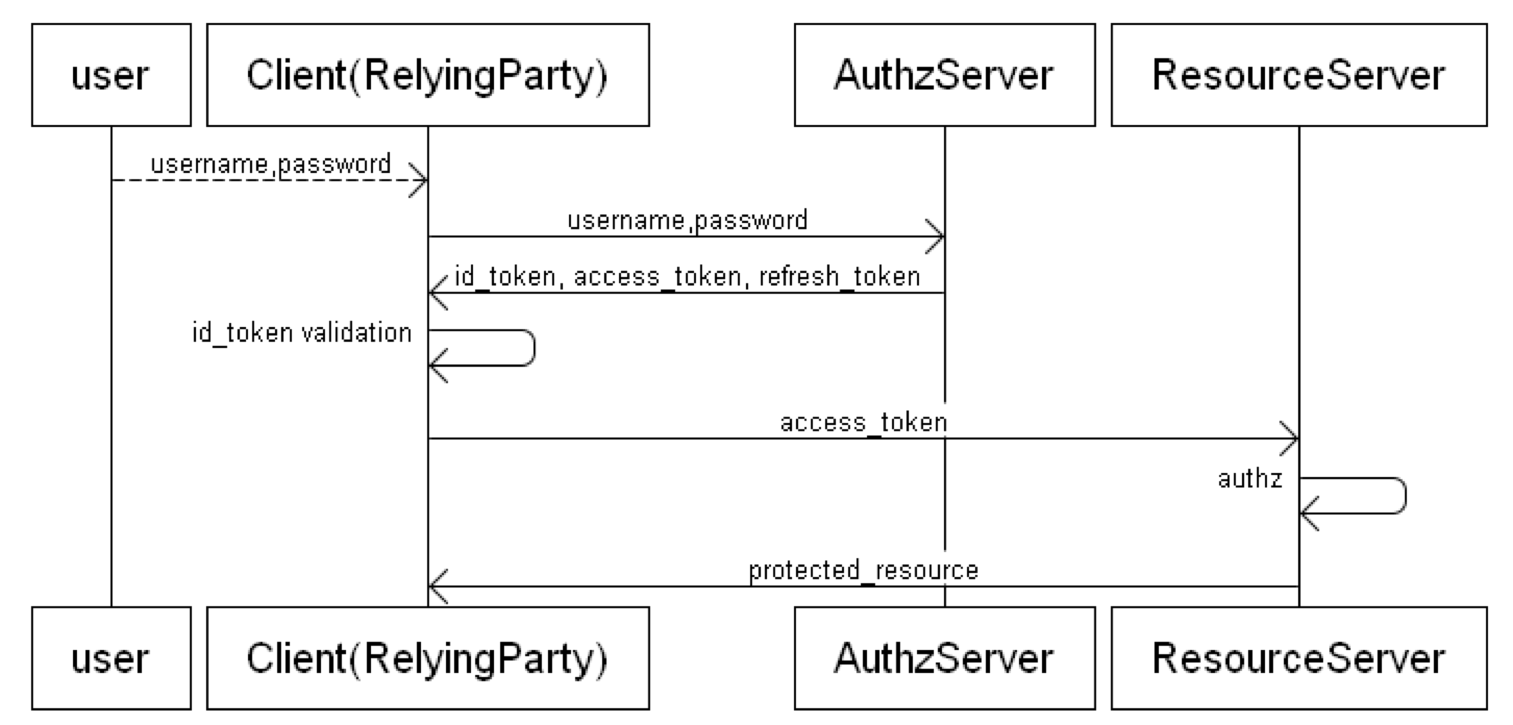 user
Client(RelyingParty)
AuthzServer
ResourceServer
username,password
username,password
id_token, access_token, refresh_token
id_token validation
access_token
authz
protected_resource
user
Client(RelyingParty)
AuthzServer
ResourceServer